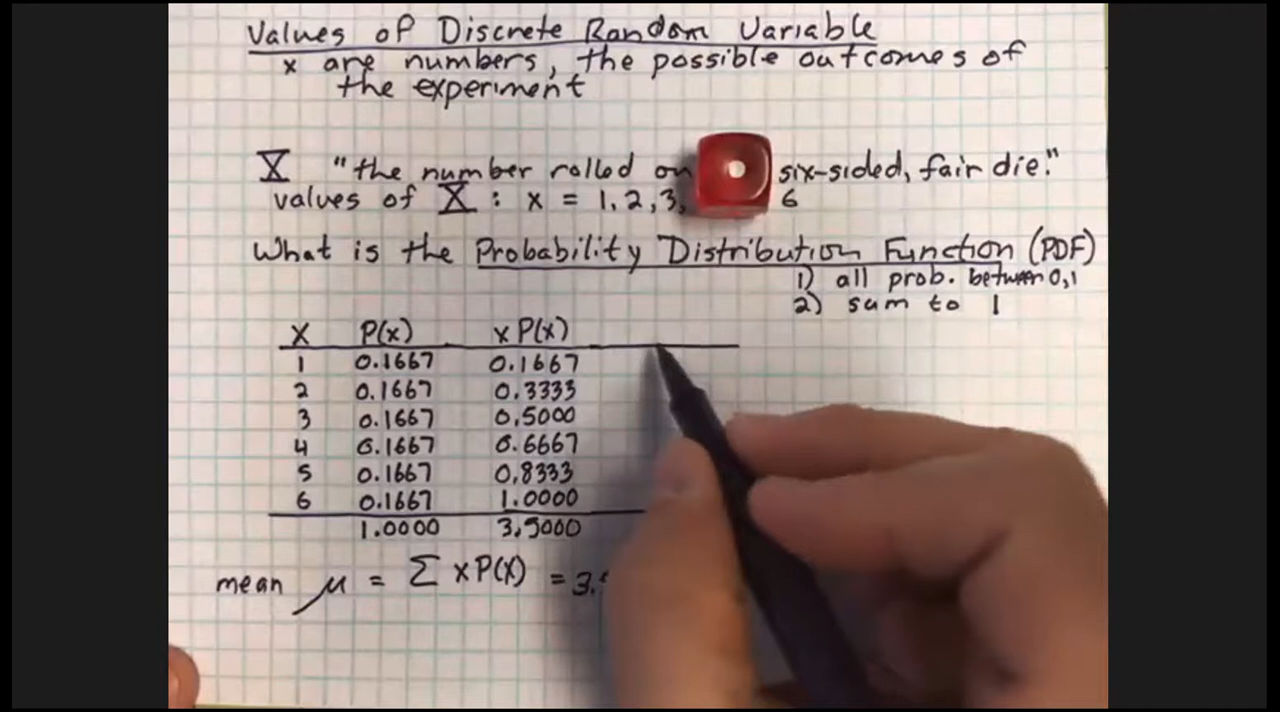 Values of Discrete Random Variable
x are numbers, the possible outcomes of
the experiment
X "the number rolled on six-sided, fair die."
values of X : x = 1, 2, 3, 6
What is the Probability Distribution Function (PDF)
1) all prob. between 0,1
2) sum to 1
X P(x) x P(x)
1 0.1667 0.1667
2 0.1667 0.3333
3 0.1667 0.5000
4 0.1667 0.6667
5 0.1667 0.8333
6 0.1667 1.0000
1.0000 3.5000
mean μ = Σ x P(x) = 3.